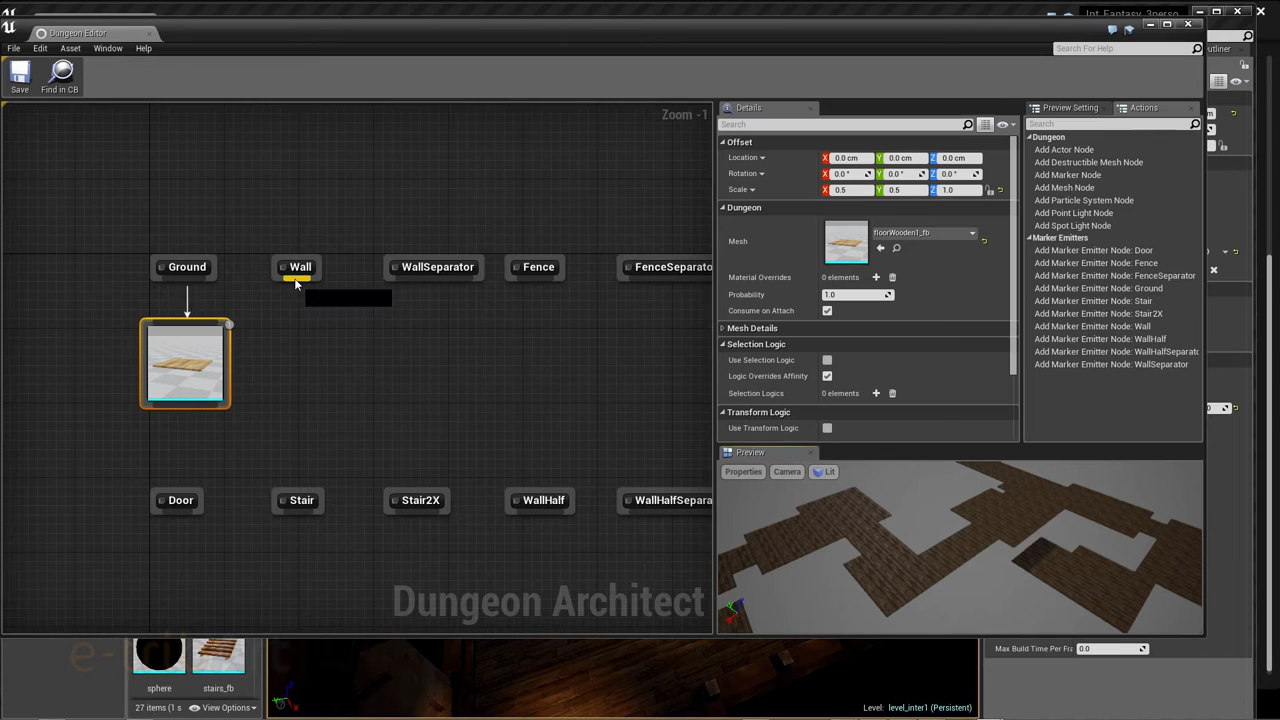 Int_Fantasy_3perso
Dungeon Editor
File Edit Asset Window Help
Search For Help
Save Find in CB
Zoom -1
Ground Wall WallSeparator Fence FenceSeparato
Door Stair Stair2X WallHalf WallHalfSepara
Dungeon Architect
Details
Search
Offset
Location X 0.0 cm Y 0.0 cm Z 0.0 cm
Rotation X 0.0 ° Y 0.0 ° Z 0.0 °
Scale X 0.5 Y 0.5 Z 1.0
Dungeon
Mesh floorWooden1_fb
Material Overrides 0 elements
Probability 1.0
Consume on Attach
Mesh Details
Selection Logic
Use Selection Logic
Logic Overrides Affinity
Selection Logics 0 elements
Transform Logic
Use Transform Logic
Preview
Properties Camera Lit
Preview Setting Actions
Search
Dungeon
Add Actor Node
Add Destructible Mesh Node
Add Marker Node
Add Mesh Node
Add Particle System Node
Add Point Light Node
Add Spot Light Node
Marker Emitters
Add Marker Emitter Node: Door
Add Marker Emitter Node: Fence
Add Marker Emitter Node: FenceSeparator
Add Marker Emitter Node: Ground
Add Marker Emitter Node: Stair
Add Marker Emitter Node: Stair2X
Add Marker Emitter Node: Wall
Add Marker Emitter Node: WallHalf
Add Marker Emitter Node: WallHalfSeparato
Add Marker Emitter Node: WallSeparator
utliner
cm
Max Build Time Per Fra 0.0
sphere stairs_fb
27 items (1 s View Options
Level: level_inter1 (Persistent)